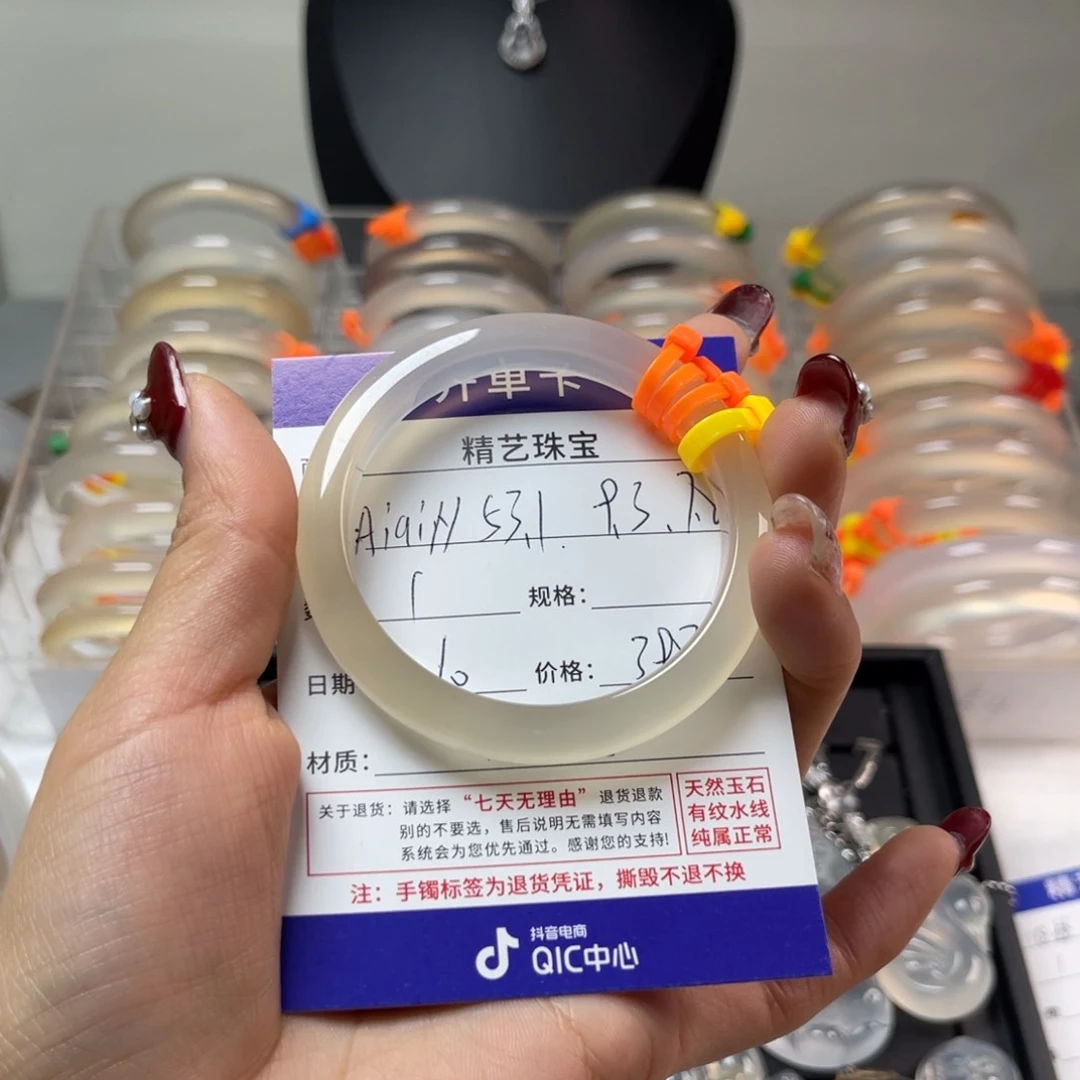 开单卡
精艺珠宝
53.1
规格：
日期
价格：
材质：
关于退货：请选择“七天无理由”退货退款
别的不要选，售后说明无需填写内容
系统会为您优先通过。感谢您的支持！
天然玉石
有纹水线
纯属正常
注：手镯标签为退货凭证，撕毁不退不换
抖音电商
QIC中心